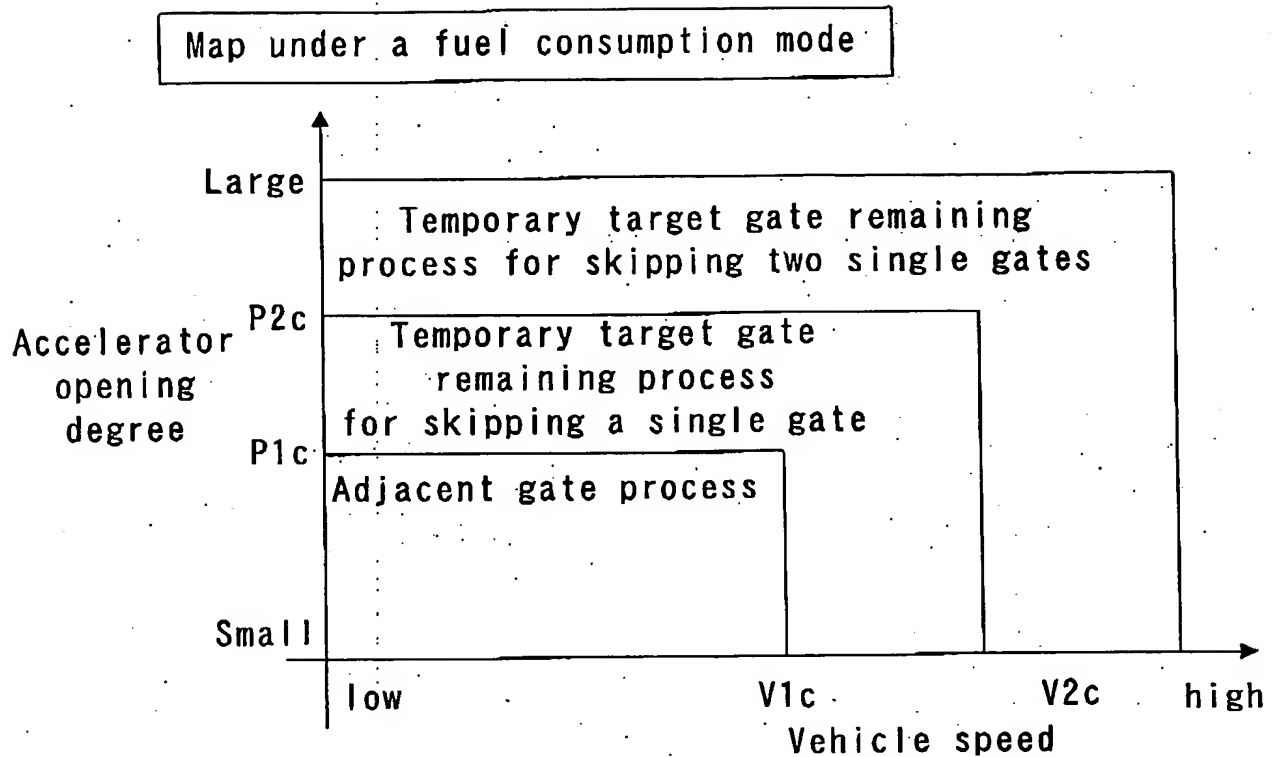 Map under a fuel consumption mode
Large
Temporary target gate remaining
process for skipping two single gates
P2c
Accelerator
opening
degree
Temporary target gate
remaining process
for skipping a single gate
P1c
Adjacent gate process
Small
low
V1c
V2c
high
Vehicle speed